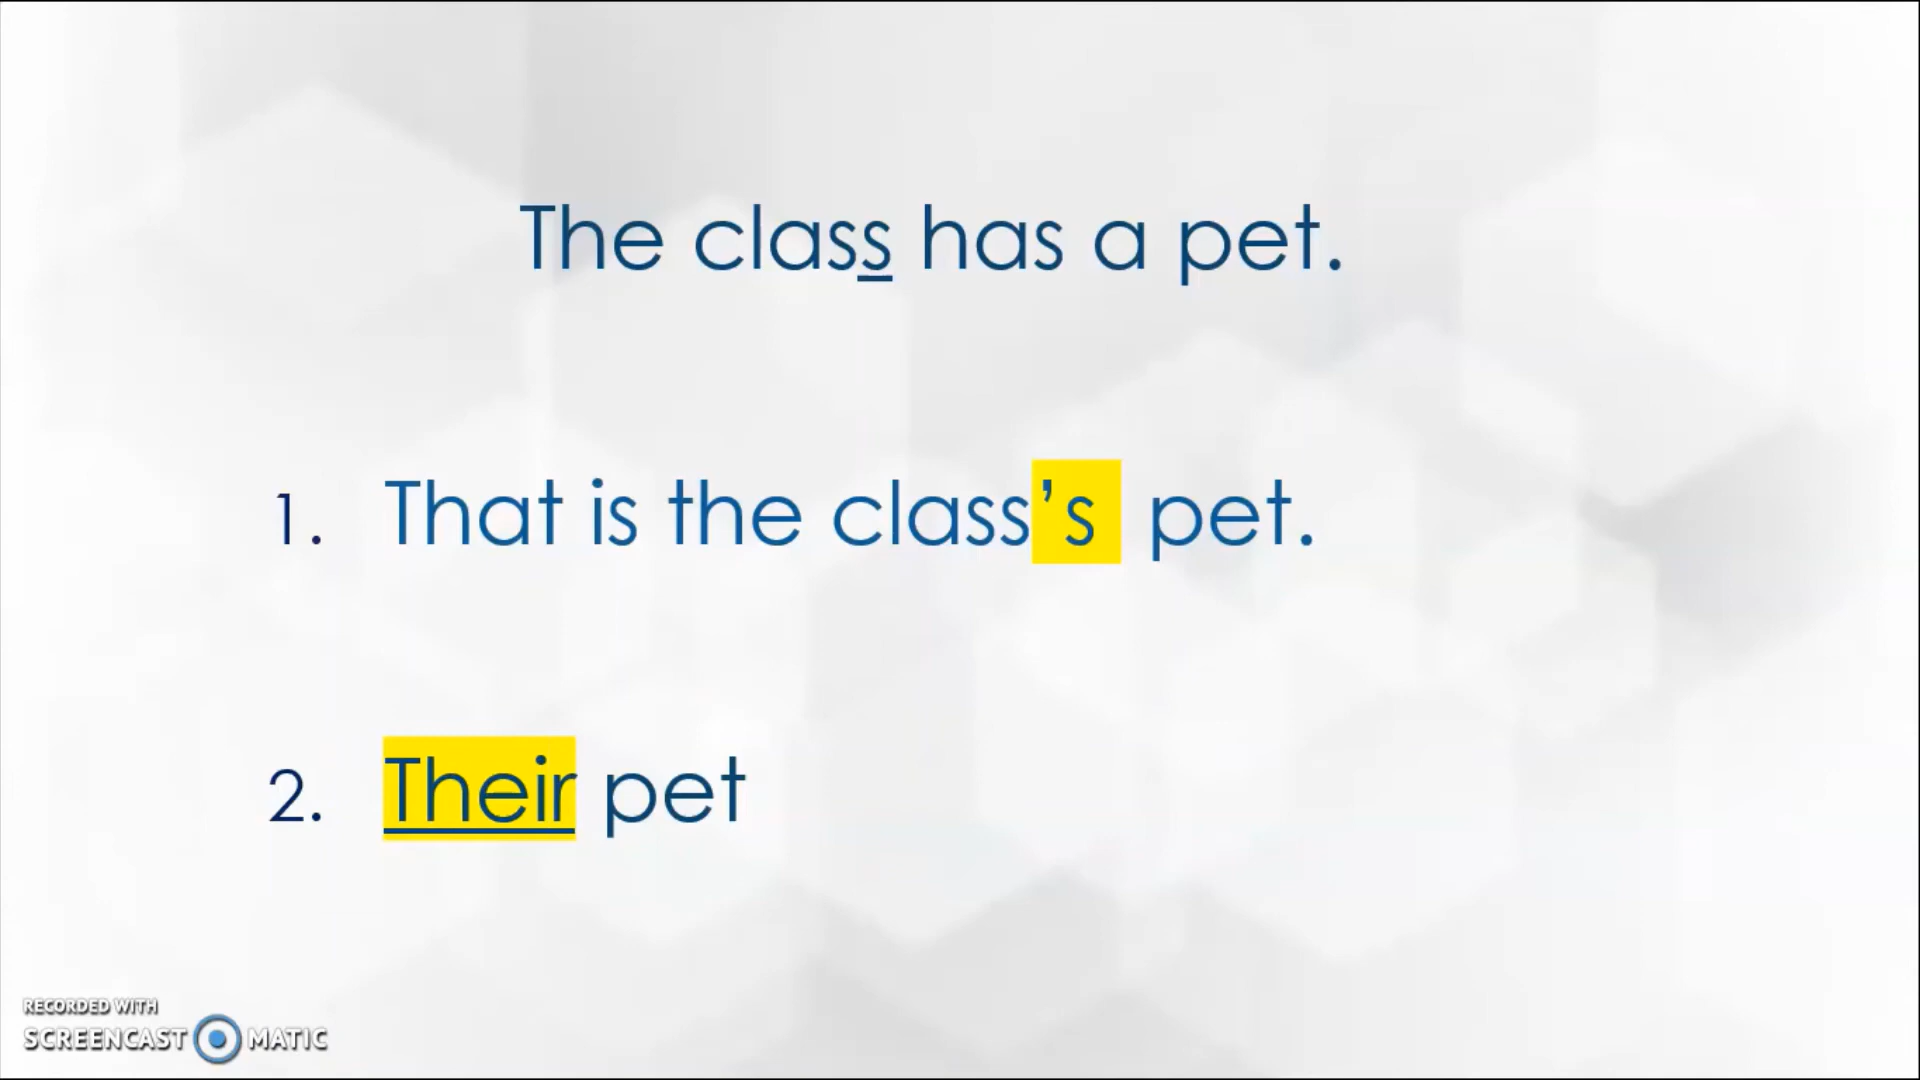 The class has a pet.
1. That is the class’s pet.
2. Their pet
RECORDED WITH
SCREENCAST MATIC